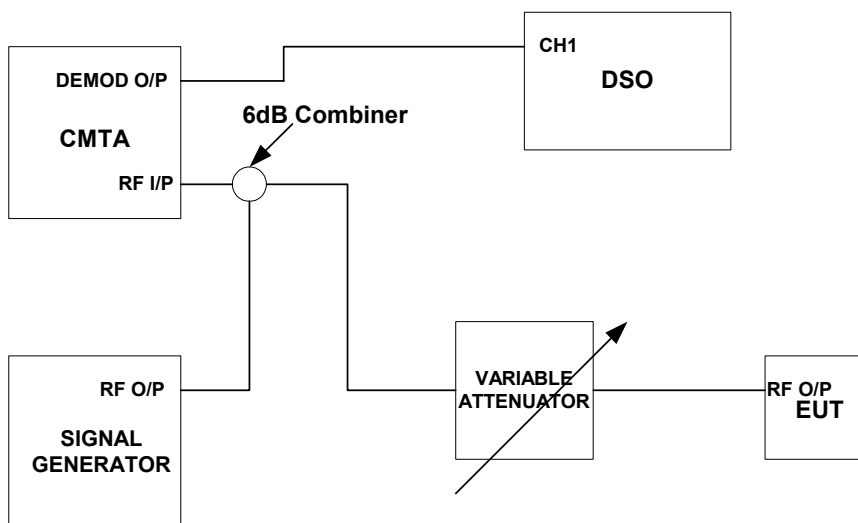 CH1
DSO
DEMOD O/P
CMTA
6dB Combiner
RF I/P
RF O/P
SIGNAL
GENERATOR
VARIABLE
ATTENUATOR
RF O/P
EUT